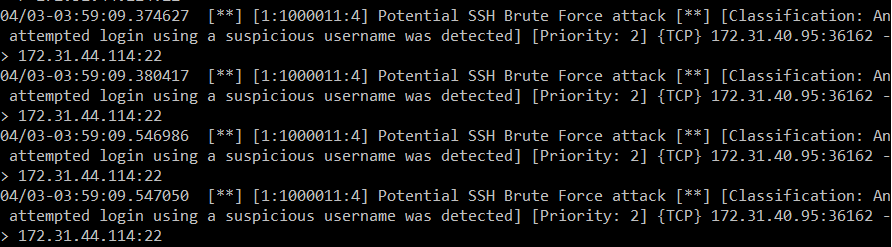 04/03-03:59:09.374627  [**] [1:1000011:4] Potential SSH Brute Force attack [**] [Classification: An
 attempted login using a suspicious username was detected] [Priority: 2] {TCP} 172.31.40.95:36162 -
> 172.31.44.114:22
04/03-03:59:09.380417  [**] [1:1000011:4] Potential SSH Brute Force attack [**] [Classification: An
 attempted login using a suspicious username was detected] [Priority: 2] {TCP} 172.31.40.95:36162 -
> 172.31.44.114:22
04/03-03:59:09.546986  [**] [1:1000011:4] Potential SSH Brute Force attack [**] [Classification: An
 attempted login using a suspicious username was detected] [Priority: 2] {TCP} 172.31.40.95:36162 -
> 172.31.44.114:22
04/03-03:59:09.547050  [**] [1:1000011:4] Potential SSH Brute Force attack [**] [Classification: An
 attempted login using a suspicious username was detected] [Priority: 2] {TCP} 172.31.40.95:36162 -
> 172.31.44.114:22